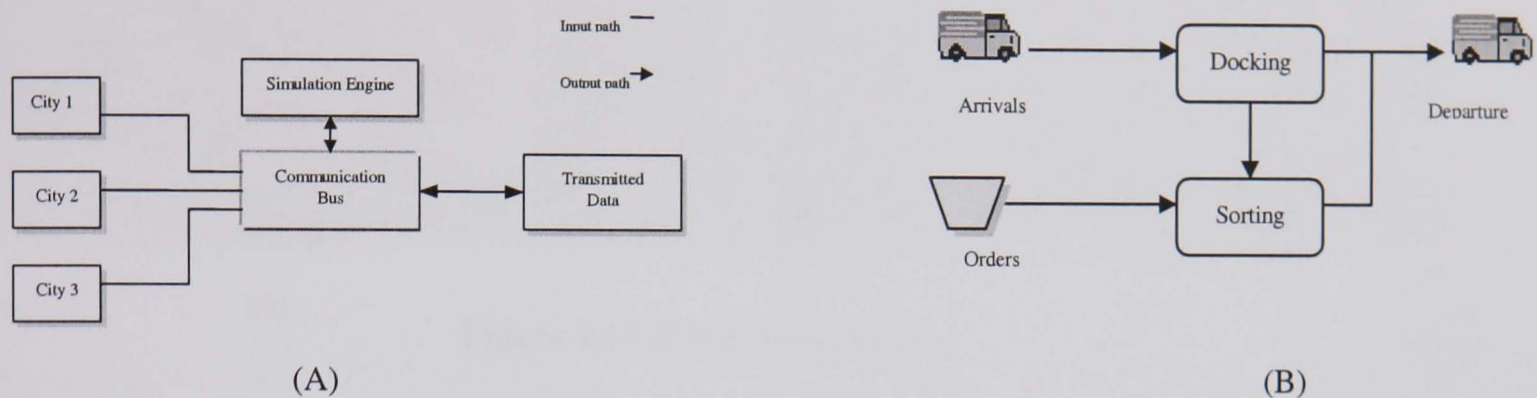 Input path
Output path
Simulation Engine
City 1
City 2
City 3
Communication
Bus
Transmitted
Data
(A)
Docking
Arrivals
Departure
Sorting
Orders
(B)